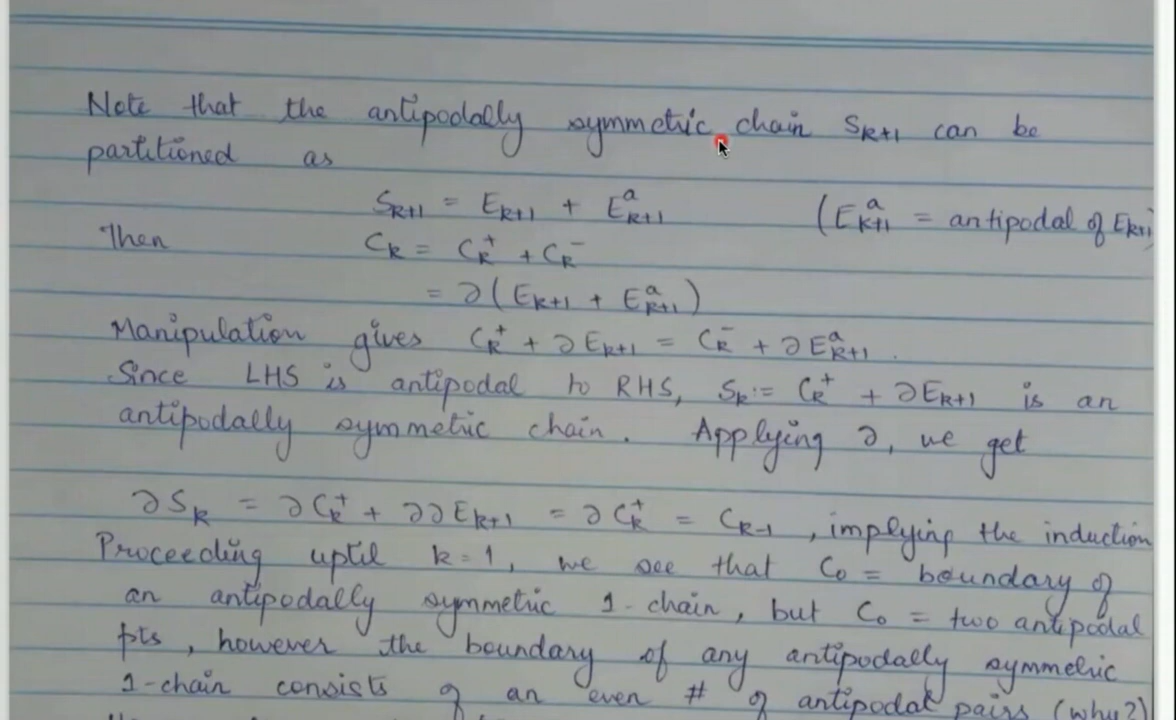 Note that the antipodally symmetric chain S_{k+1} can be
partitioned as
S_{k+1} = E_{k+1} + E^a_{k+1} (E^a_{k+1} = antipodal of E_{k+1})
Then C_k = C_k^+ + C_k^-
= ∂(E_{k+1} + E^a_{k+1})
Manipulation gives C_k^+ + ∂E_{k+1} = C_k^- + ∂E^a_{k+1}.
Since LHS is antipodal to RHS, S_k := C_k^+ + ∂E_{k+1} is an
antipodally symmetric chain. Applying ∂, we get
∂S_k = ∂C_k^+ + ∂∂E_{k+1} = ∂C_k^+ = C_{k-1}, implying the induction
Proceeding uptil k=1, we see that C_0 = boundary of
an antipodally symmetric 1-chain, but C_0 = two antipodal
pts, however the boundary of any antipodally symmetric
1-chain consists of an even # of antipodal pairs (why?)